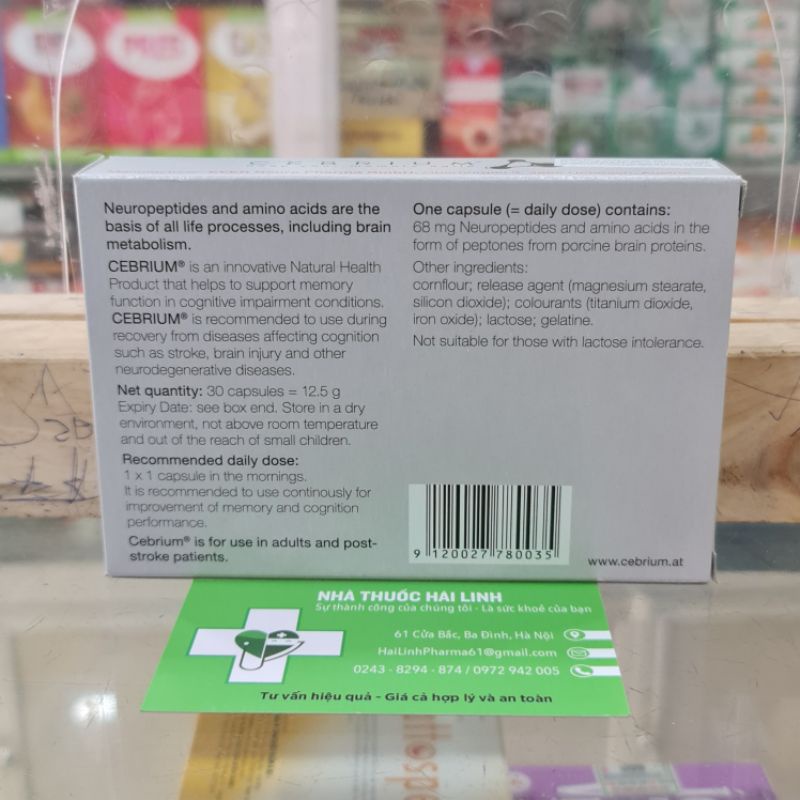 CEBRIUM
Neuropeptides and amino acids are the
basis of all life processes, including brain
metabolism.
CEBRIUM® is an innovative Natural Health
Product that helps to support memory
function in cognitive impairment conditions.
CEBRIUM® is recommended to use during
recovery from diseases affecting cognition
such as stroke, brain injury and other
neurodegenerative diseases.
Net quantity: 30 capsules = 12.5 g
Expiry Date: see box end. Store in a dry
environment, not above room temperature
and out of the reach of small children.
Recommended daily dose:
1 x 1 capsule in the mornings.
It is recommended to use continously for
improvement of memory and cognition
performance.
Cebrium® is for use in adults and post-
stroke patients.
One capsule (= daily dose) contains:
68 mg Neuropeptides and amino acids in the
form of peptones from porcine brain proteins.
Other ingredients:
cornflour; release agent (magnesium stearate,
silicon dioxide); colourants (titanium dioxide,
iron oxide); lactose; gelatine.
Not suitable for those with lactose intolerance.
9 120027 780035
www.cebrium.at
NHÀ THUỐC HẢI LINH
Sự thành công của chúng tôi - Là sức khoẻ của bạn
61 Cửa Bắc, Ba Đình, Hà Nội
HaiLinhPharma61@gmail.com
0243 - 8294 - 874 / 0972 942 005
Tư vấn hiệu quả - Giá cả hợp lý và an toàn